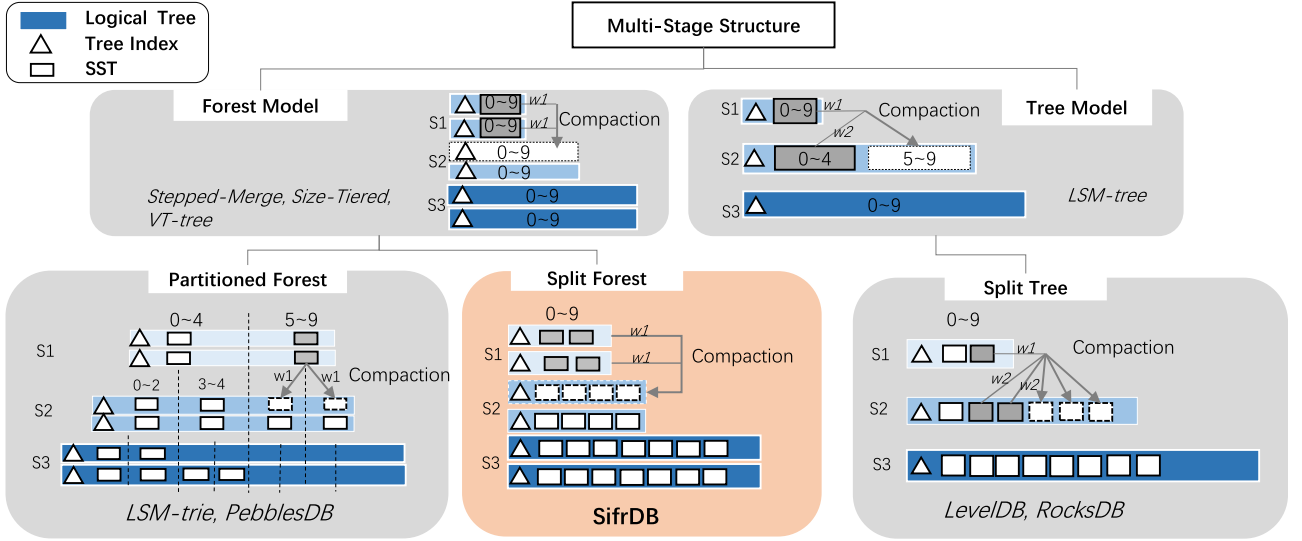 Logical Tree
Tree Index
SST
Multi-Stage Structure
Forest Model
S1
0~9
w1
0~9
w1
Compaction
S2
0~9
0~9
S3
0~9
0~9
Stepped-Merge, Size-Tiered,
VT-tree
Tree Model
S1
0~9
w1
Compaction
w2
S2
0~4
5~9
S3
0~9
LSM-tree
Partitioned Forest
0~4
5~9
S1
w1
w1
Compaction
0~2
3~4
S2
S3
LSM-trie, PebblesDB
Split Forest
0~9
S1
w1
w1
Compaction
S2
S3
SifrDB
Split Tree
0~9
S1
w1
Compaction
w2
w2
S2
S3
LevelDB, RocksDB